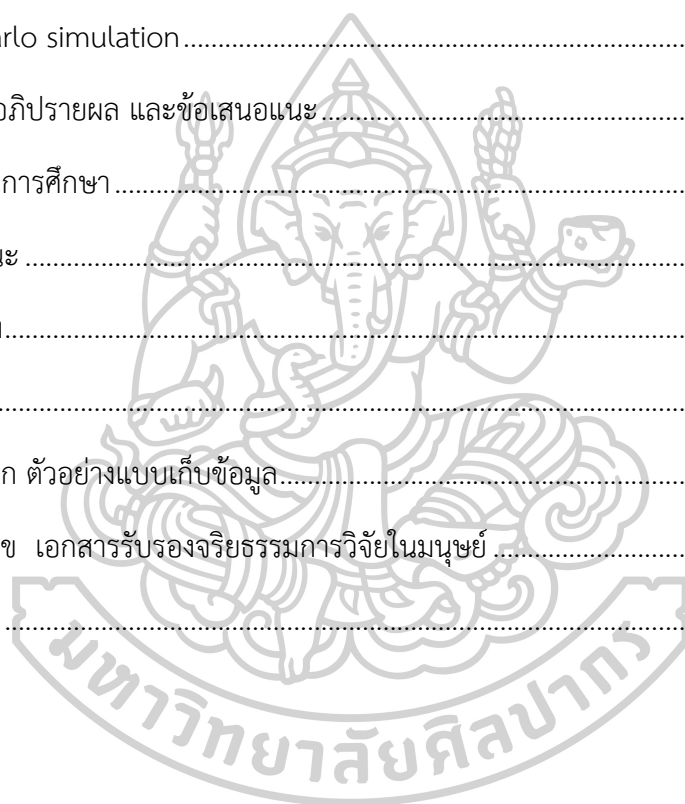 arlo simulation
อภิปรายผล และข้อเสนอแนะ
การศึกษา
ก ตัวอย่างแบบเก็บข้อมูล
ข เอกสารรับรองจริยธรรมการวิจัยในมนุษย์
มหาวิทยาลัยศิลปากร